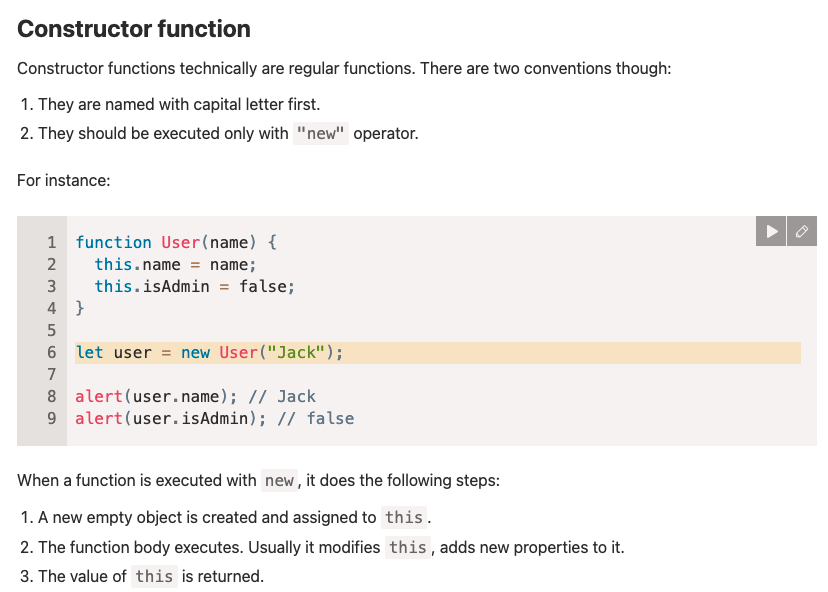 Constructor function
Constructor functions technically are regular functions. There are two conventions though:
1. They are named with capital letter first.
2. They should be executed only with "new" operator.
For instance:
1 function User(name) {
2   this.name = name;
3   this.isAdmin = false;
4 }
5
6 let user = new User("Jack");
7
8 alert(user.name); // Jack
9 alert(user.isAdmin); // false
When a function is executed with new, it does the following steps:
1. A new empty object is created and assigned to this.
2. The function body executes. Usually it modifies this, adds new properties to it.
3. The value of this is returned.